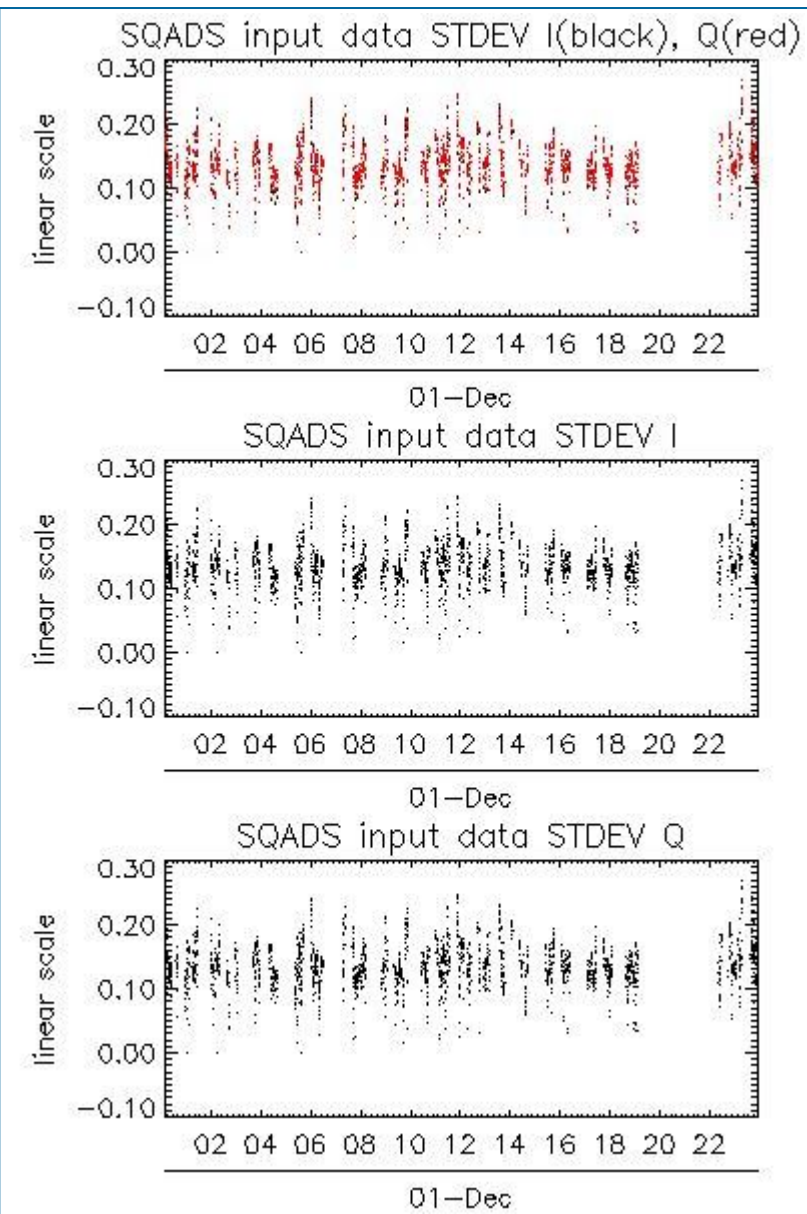 SQADS input data STDEV I(black), Q(red)
linear scale
0.30
0.20
0.10
0.00
−0.10
02 04 06 08 10 12 14 16 18 20 22
01−Dec
SQADS input data STDEV I
linear scale
0.30
0.20
0.10
0.00
−0.10
02 04 06 08 10 12 14 16 18 20 22
01−Dec
SQADS input data STDEV Q
linear scale
0.30
0.20
0.10
0.00
−0.10
02 04 06 08 10 12 14 16 18 20 22
01−Dec